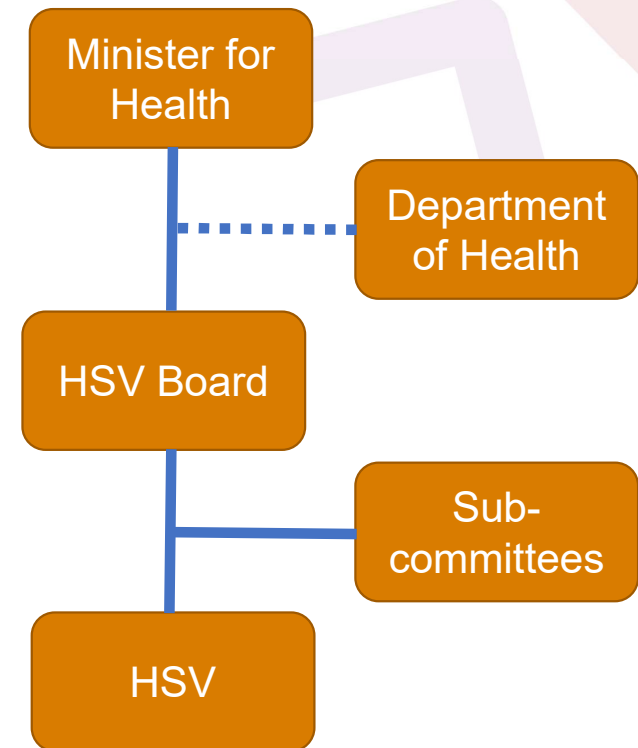 Minister for
Health
Department
of Health
HSV Board
Sub-
committees
HSV